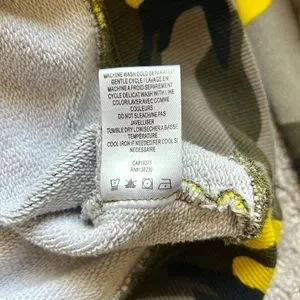 MACHINE WASH COLD SEPARATELY
GENTLE CYCLE / LAVAGE EN
MACHINE A FROID SEPAREMENT
CYCLE DELICAT WASH WITH LIKE
COLOR/LAVER AVEC COMME
COULEURS
DO NOT BLEACH/NE PAS
JAVELLISER
TUMBLE DRY LOW/SECHER A BASSE
TEMPERATURE
COOL IRON IF NEEDED/FER COOL SI
NECESSAIRE